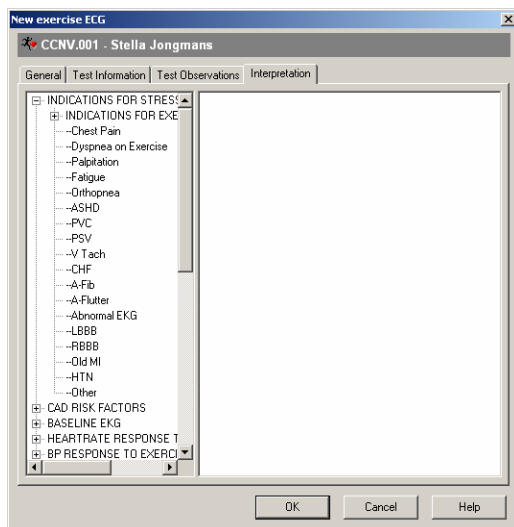 New exercise ECG
CCNV.001 - Stella Jongmans
General Test Information Test Observations Interpretation
INDICATIONS FOR STRESS
INDICATIONS FOR EXE
--Chest Pain
--Dyspnea on Exercise
--Palpitation
--Fatigue
--Orthopnea
--ASHD
--PVC
--PSV
--V Tach
--CHF
--A-Fib
--A-Flutter
--Abnormal EKG
--LBBB
--RBBB
--Old MI
--HTN
--Other
CAD RISK FACTORS
BASELINE EKG
HEARTRATE RESPONSE T
BP RESPONSE TO EXERCI
OK Cancel Help